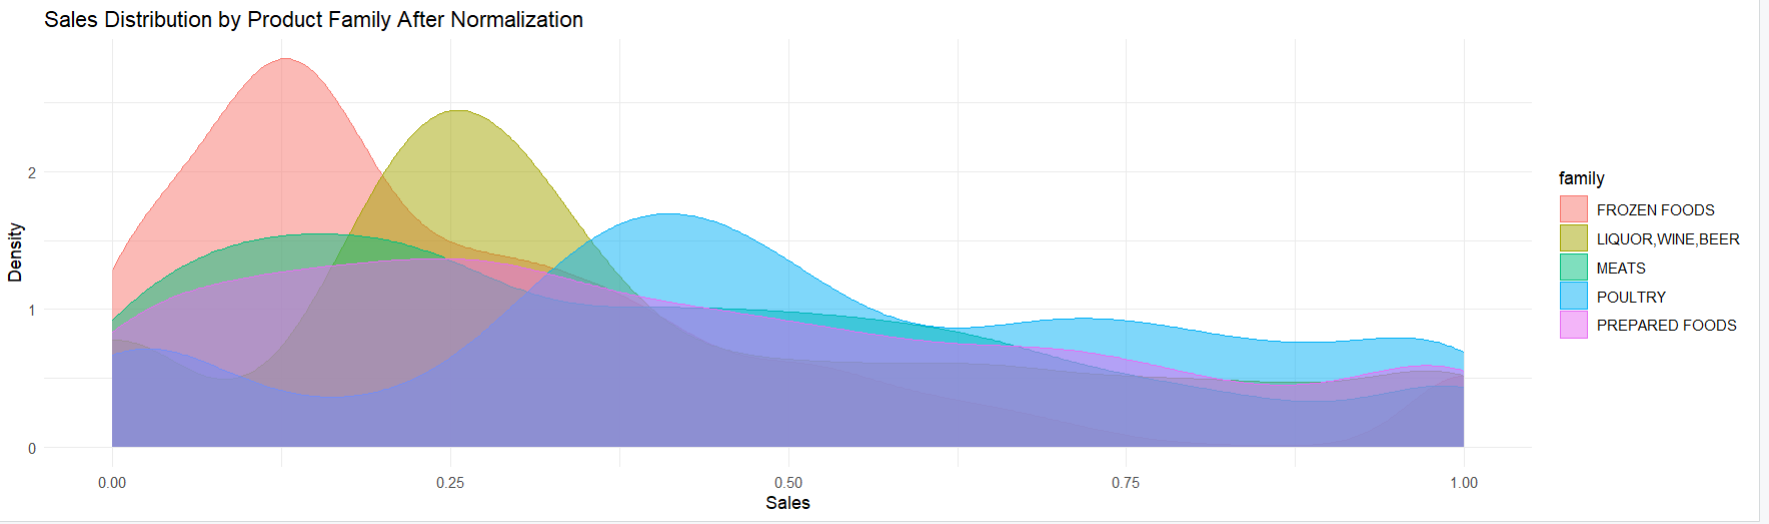 Sales Distribution by Product Family After Normalization
Density
2
1
0
0.00 0.25 0.50 0.75 1.00
Sales
family
FROZEN FOODS
LIQUOR,WINE,BEER
MEATS
POULTRY
PREPARED FOODS